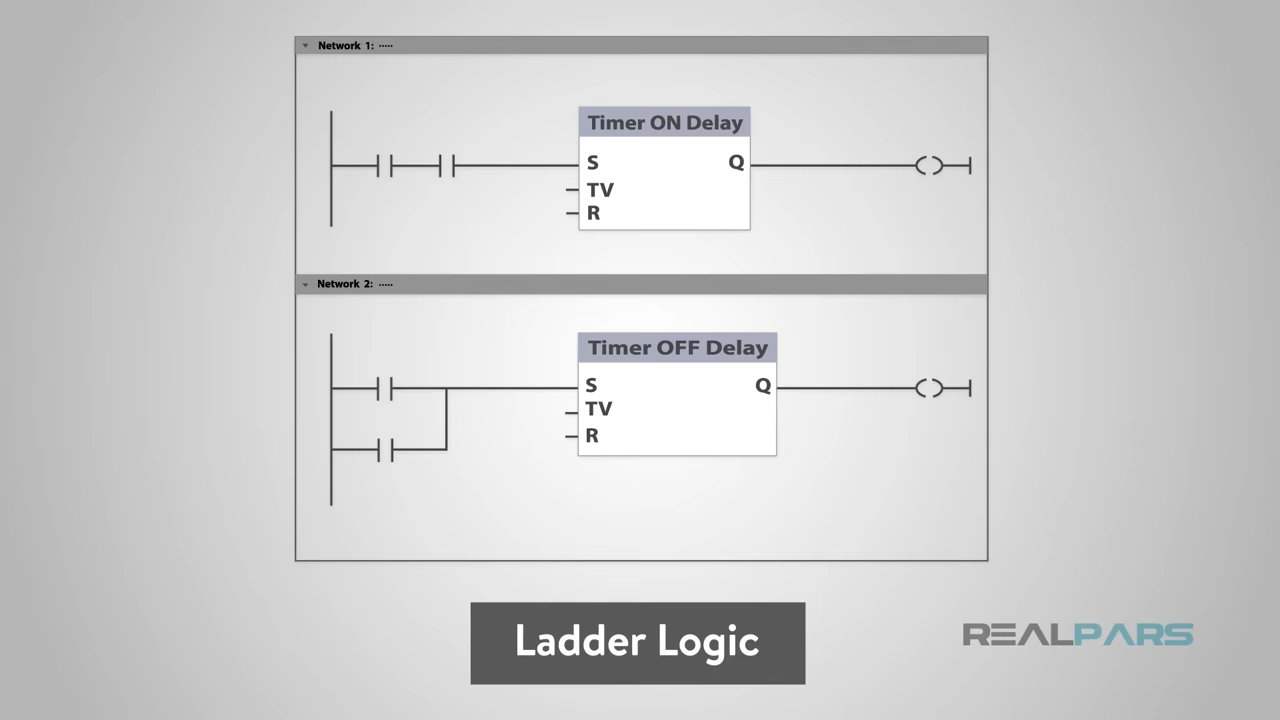 Network 1: .....
Timer ON Delay
S Q
TV
R
Network 2: .....
Timer OFF Delay
S Q
TV
R
Ladder Logic
REALPARS